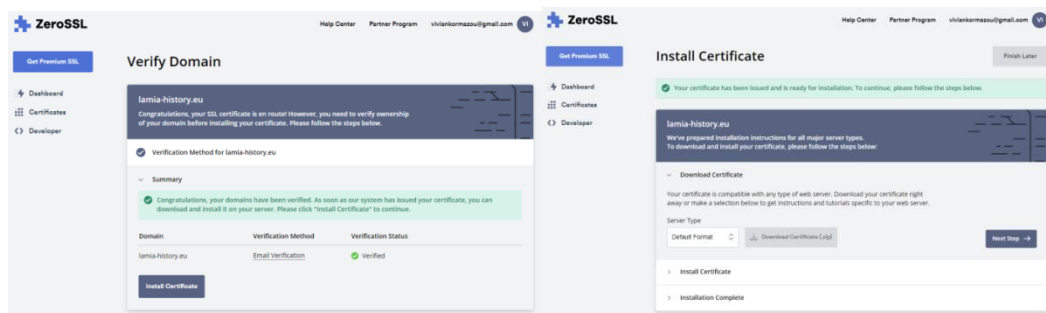 ZeroSSL
Help Center Partner Program viviankormazou@gmail.com VI
Get Premium SSL
Dashboard
Certificates
Developer
Verify Domain
lamia-history.eu
Congratulations, your SSL certificate is en route! However, you need to verify ownership
of your domain before installing your certificate. Please follow the steps below.
Verification Method for lamia-history.eu
Summary
Congratulations, your domains have been verified. As soon as our system has issued your certificate, you can
download and install it on your server. Please click "Install Certificate" to continue.
Domain Verification Method Verification Status
lamia-history.eu Email Verification Verified
Install Certificate
ZeroSSL
Help Center Partner Program viviankormazou@gmail.com VI
Get Premium SSL
Dashboard
Certificates
Developer
Install Certificate
Finish Later
Your certificate has been issued and is ready for installation. To continue, please follow the steps below.
lamia-history.eu
We've prepared installation instructions for all major server types.
To download and install your certificate, please follow the steps below:
Download Certificate
Your certificate is compatible with any type of web server. Download your certificate right
away or make a selection below to get instructions and tutorials specific to your web server.
Server Type
Default Format Download Certificate (.zip)
Next Step →
Install Certificate
Installation Complete